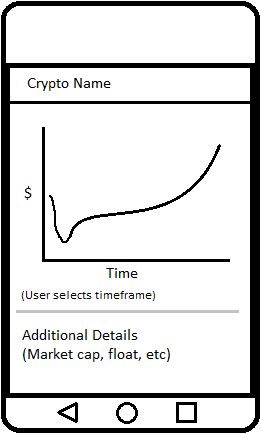 Crypto Name
$
Time
(User selects timeframe)
Additional Details
(Market cap, float, etc)